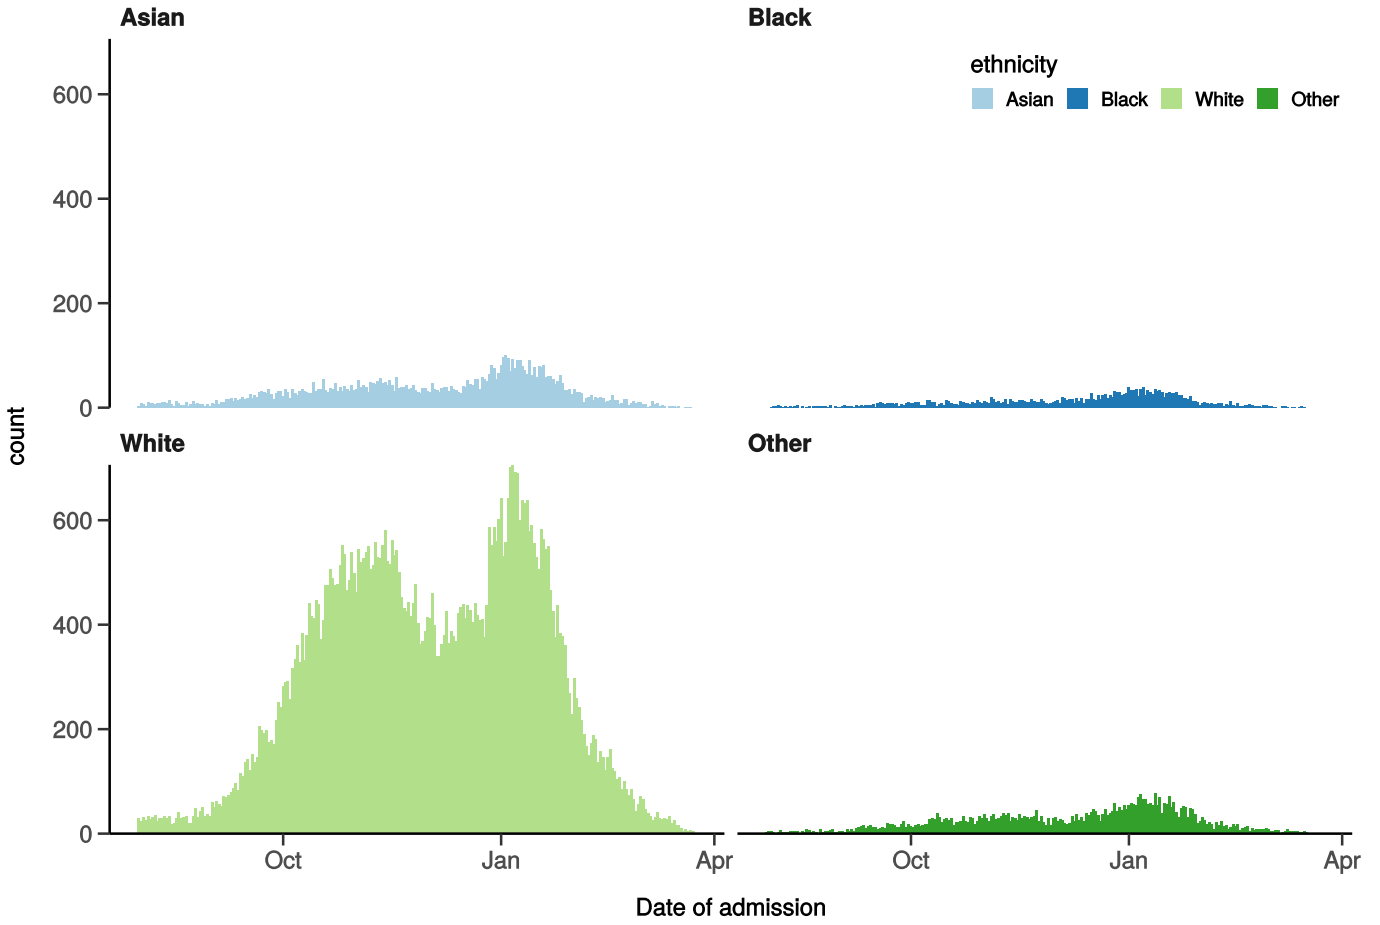 Asian
Black
ethnicity
Asian Black White Other
600
400
200
0
count
White
Other
600
400
200
0
Oct Jan Apr
Oct Jan Apr
Date of admission